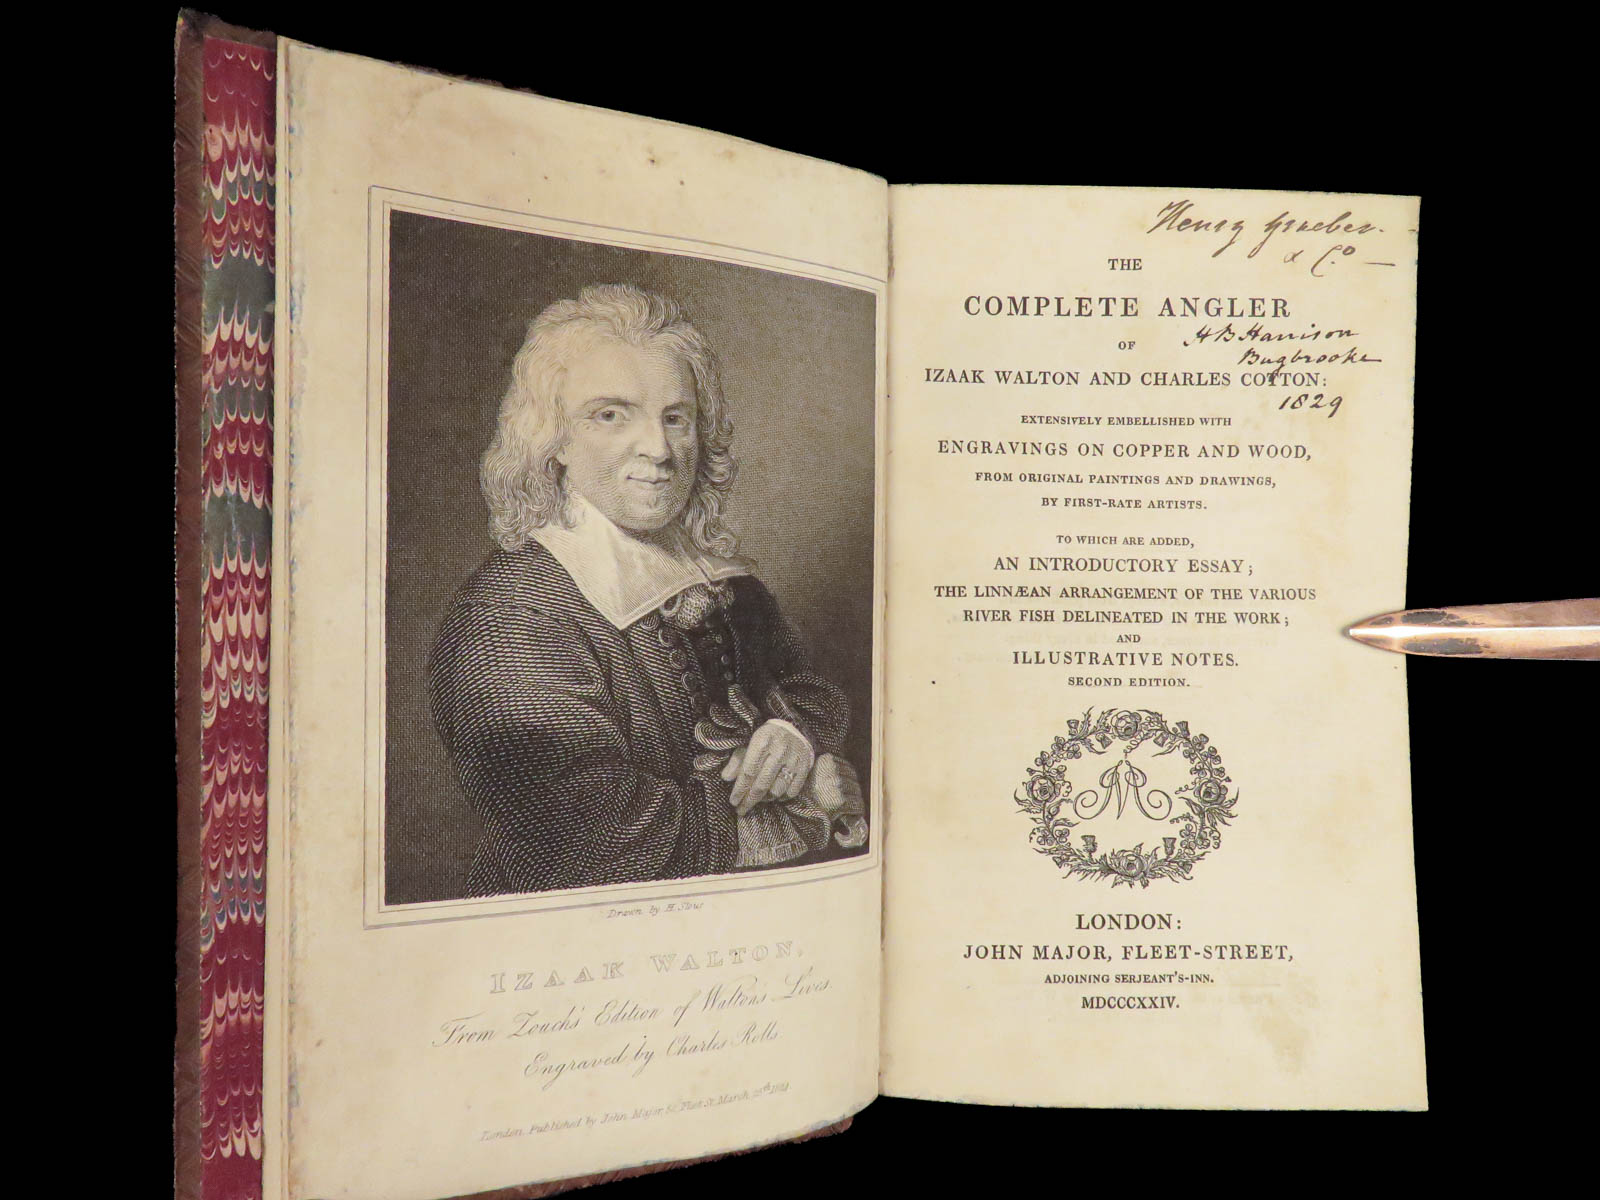 Drawn by H. Slous
IZAAK WALTON,
From Zouch's Edition of Walton's Lives.
Engraved by Charles Rolls.
London. Published by John Major, 50, Fleet St. March 25th 1824.
Henry
& Co.
THE
COMPLETE ANGLER
OF
H B Harrison
Bugbrooke
IZAAK WALTON AND CHARLES COTTON:
1829
EXTENSIVELY EMBELLISHED WITH
ENGRAVINGS ON COPPER AND WOOD,
FROM ORIGINAL PAINTINGS AND DRAWINGS,
BY FIRST-RATE ARTISTS.
TO WHICH ARE ADDED,
AN INTRODUCTORY ESSAY;
THE LINNÆAN ARRANGEMENT OF THE VARIOUS
RIVER FISH DELINEATED IN THE WORK;
AND
ILLUSTRATIVE NOTES.
SECOND EDITION.
LONDON:
JOHN MAJOR, FLEET-STREET,
ADJOINING SERJEANT'S-INN.
MDCCCXXIV.